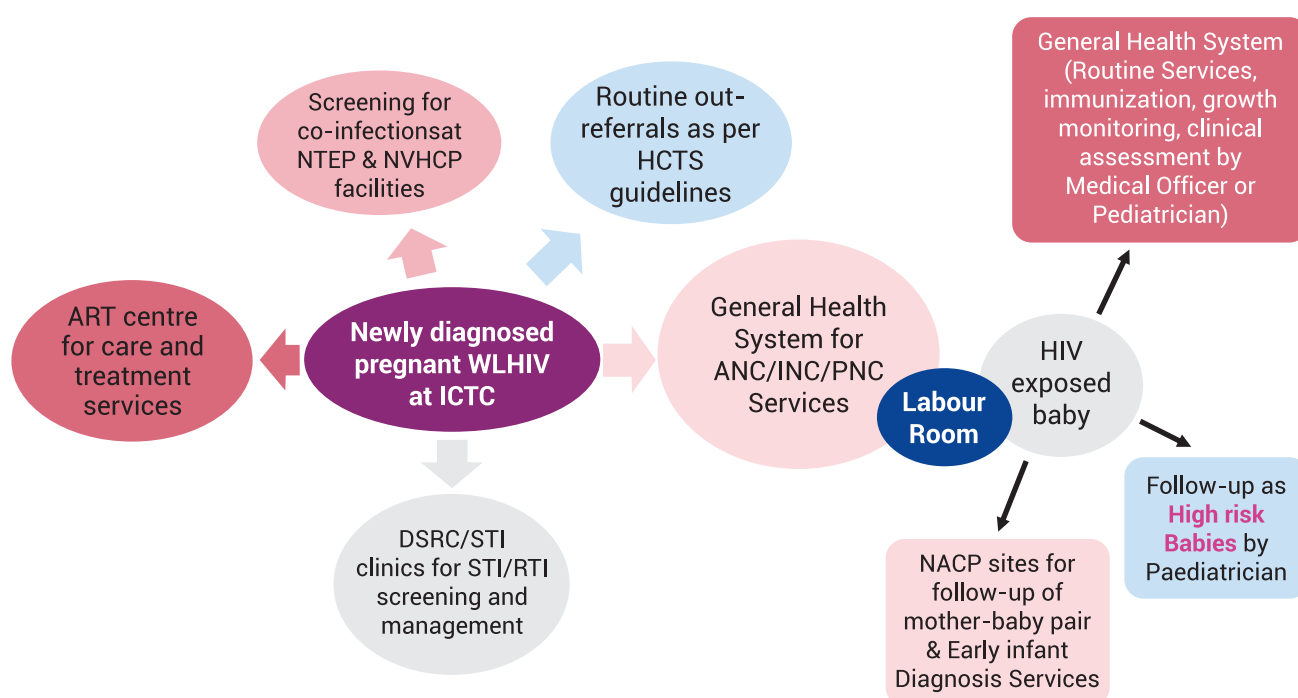 Screening for
co-infectionsat
NTEP & NVHCP
facilities
Routine out-
referrals as per
HCTS
guidelines
General Health System
(Routine Services,
immunization, growth
monitoring, clinical
assessment by
Medical Officer or
Pediatrician)
ART centre
for care and
treatment
services
Newly diagnosed
pregnant WLHIV
at ICTC
General Health
System for
ANC/INC/PNC
Services
Labour
Room
HIV
exposed
baby
DSRC/STI
clinics for STI/RTI
screening and
management
NACP sites for
follow-up of
mother-baby pair
& Early infant
Diagnosis Services
Follow-up as
High risk
Babies by
Paediatrician